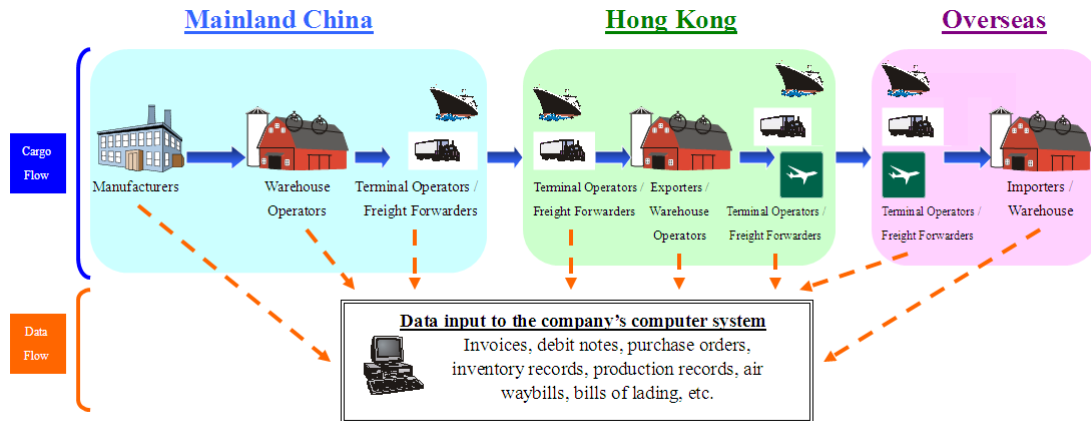 Mainland China
Hong Kong
Overseas
Cargo
Flow
Manufacturers
Warehouse
Operators
Terminal Operators /
Freight Forwarders
Terminal Operators /
Freight Forwarders
Exporters /
Warehouse
Operators
Terminal Operators /
Freight Forwarders
Terminal Operators /
Freight Forwarders
Importers /
Warehouse
Data
Flow
Data input to the company’s computer system
Invoices, debit notes, purchase orders,
inventory records, production records, air
waybills, bills of lading, etc.